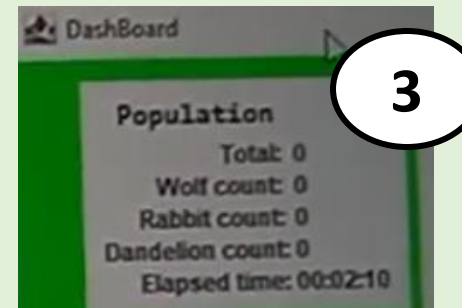 DashBoard
3
Population
Total: 0
Wolf count: 0
Rabbit count: 0
Dandelion count: 0
Elapsed time: 00:02:10